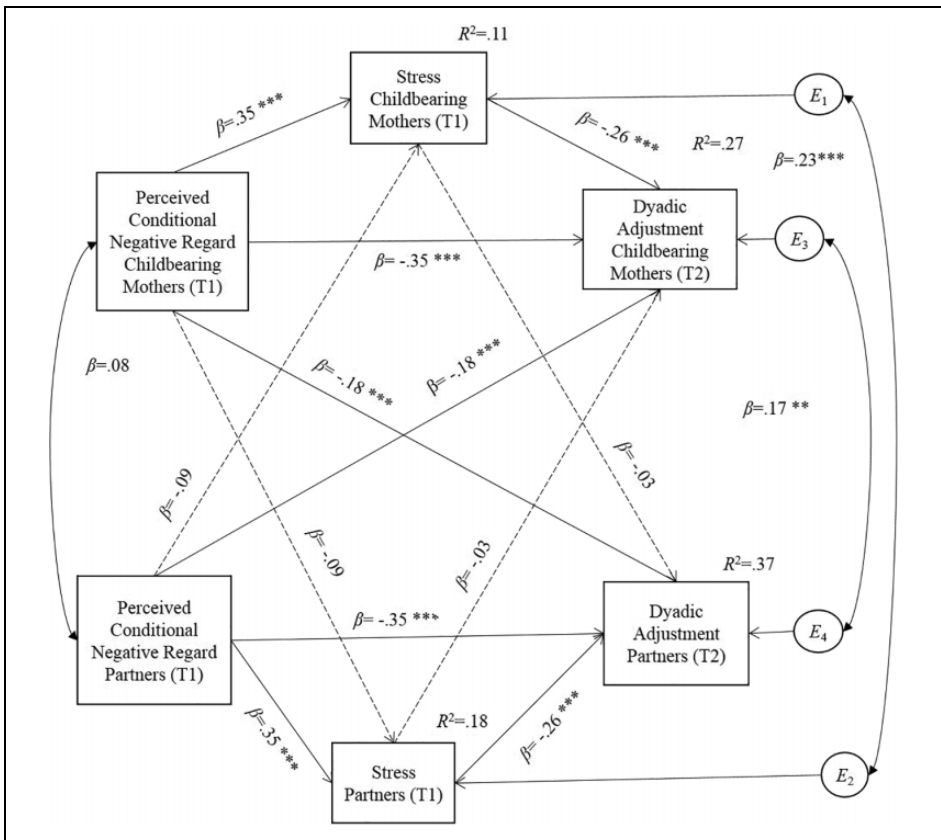 R²=.11
Stress
Childbearing
Mothers (T1)
E₁
β=.35 ***
β= -.26 ***
R²=.27
β=.23***
Perceived
Conditional
Negative Regard
Childbearing
Mothers (T1)
Dyadic
Adjustment
Childbearing
Mothers (T2)
E₃
β= -.35 ***
β=.08
β= -.18 ***
β= -.18 ***
β=.17 **
β= -.09
β= -.03
β= -.09
β= -.03
R²=.37
Perceived
Conditional
Negative Regard
Partners (T1)
β= -.35 ***
Dyadic
Adjustment
Partners (T2)
E₄
β=.35 ***
R²=.18
β= -.26 ***
Stress
Partners (T1)
E₂